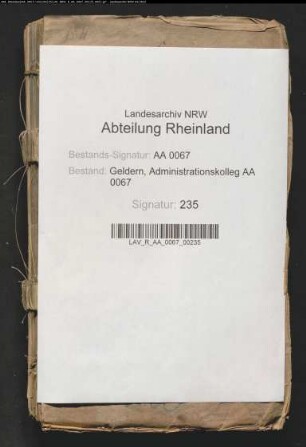 Landesarchiv NRW
Abteilung Rheinland
Bestands-Signatur: AA 0067
Bestand: Geldern, Administrationskolleg AA
0067
Signatur: 235
LAV_R_AA_0067_00235